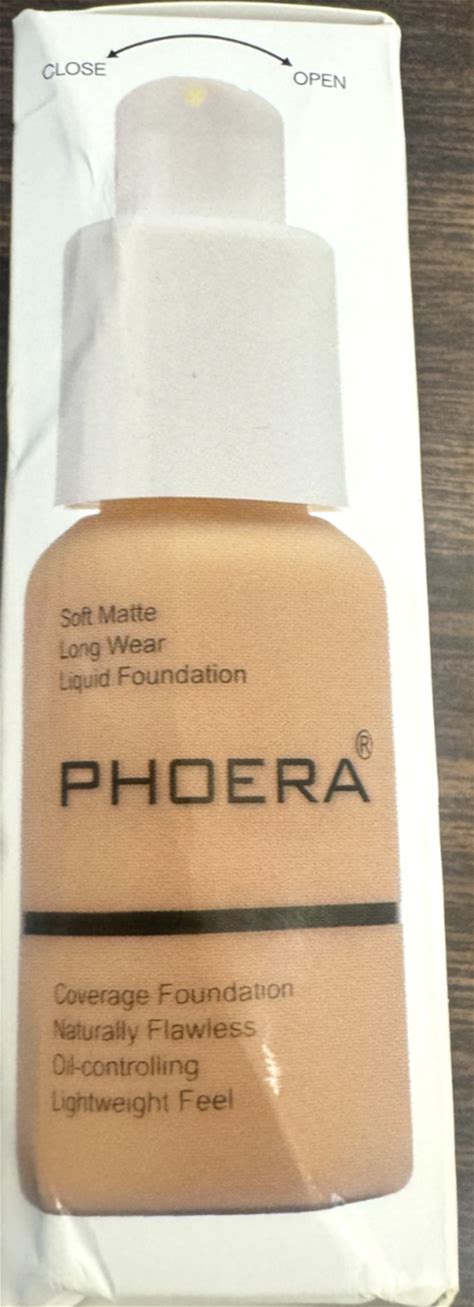 CLOSE
OPEN
Soft Matte
Long Wear
Liquid Foundation
PHOERA®
Coverage Foundation
Naturally Flawless
Oil-controlling
Lightweight Feel